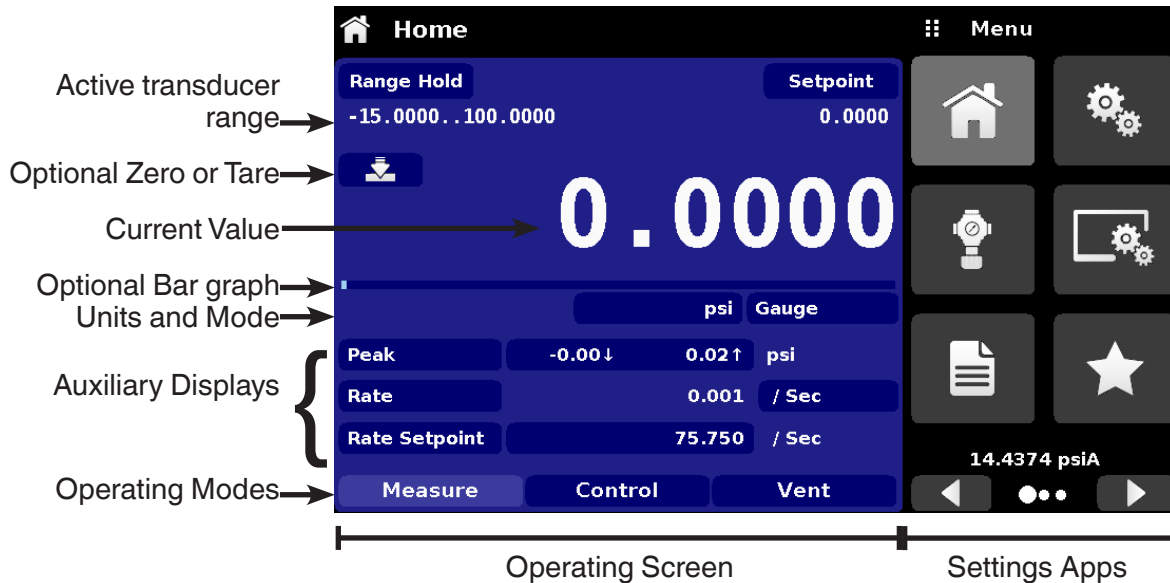 Home
Menu
Active transducer
range
Range Hold
Setpoint
-15.0000..100.0000
0.0000
Optional Zero or Tare
Current Value
0.0000
Optional Bar graph
Units and Mode
psi
Gauge
Auxiliary Displays
Peak
-0.00↓
0.02↑
psi
Rate
0.001
/ Sec
Rate Setpoint
75.750
/ Sec
14.4374 psiA
Operating Modes
Measure
Control
Vent
Operating Screen
Settings Apps